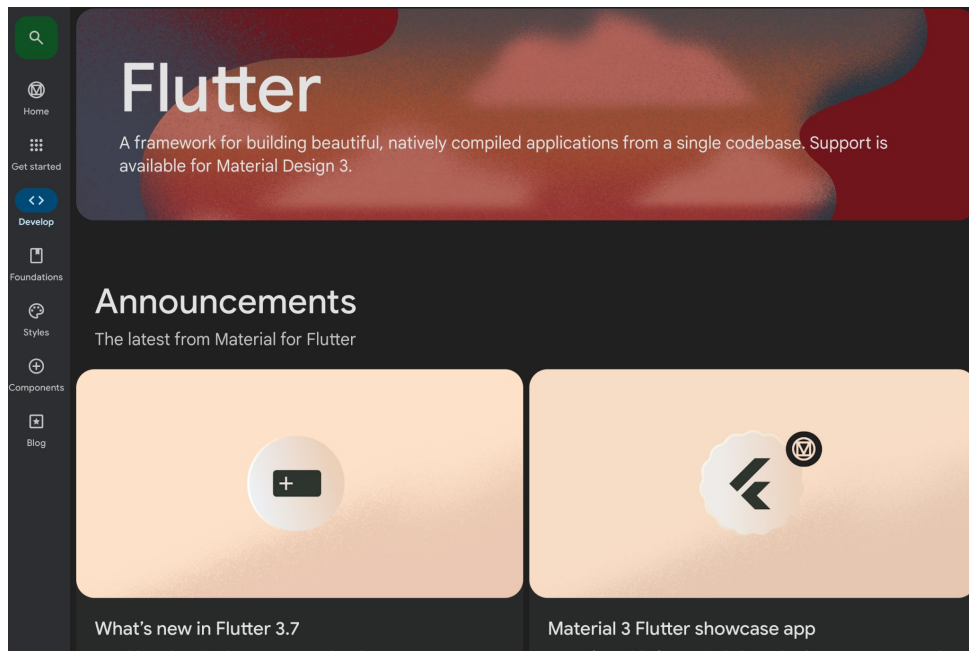 Home
Get started
Develop
Foundations
Styles
Components
Blog
Flutter
A framework for building beautiful, natively compiled applications from a single codebase. Support is
available for Material Design 3.
Announcements
The latest from Material for Flutter
What's new in Flutter 3.7
Material 3 Flutter showcase app